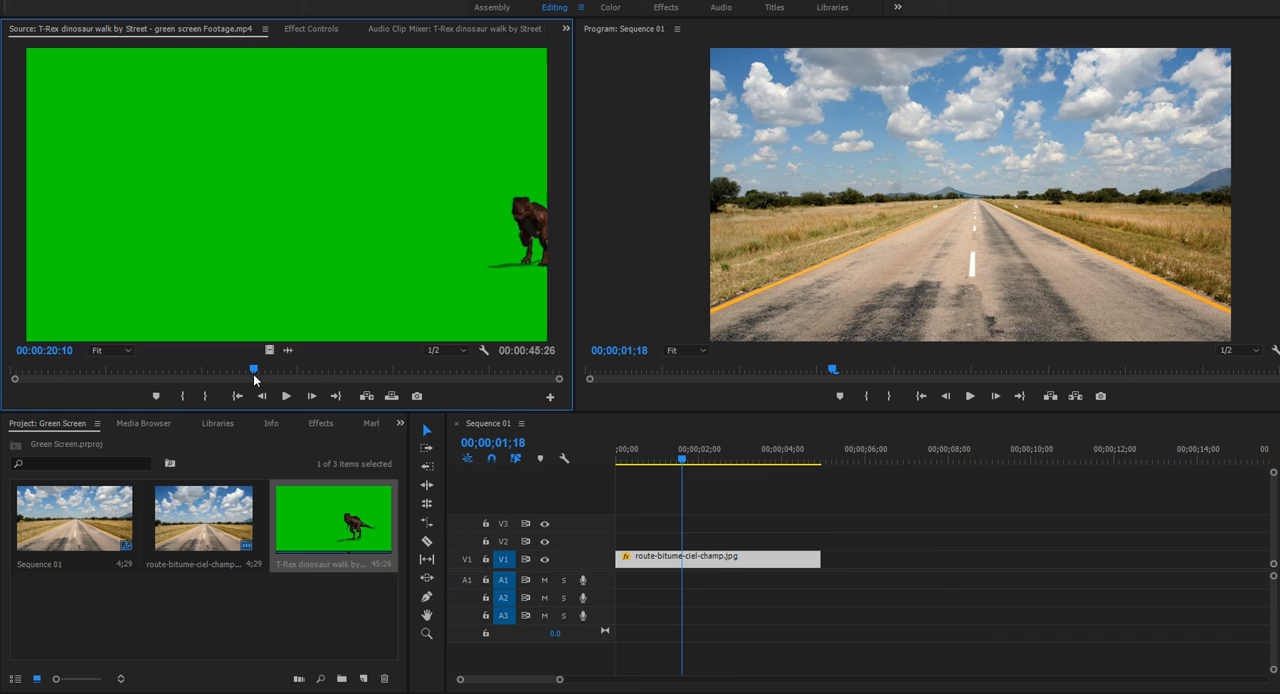 Assembly Editing Color Effects Audio Titles Libraries
Source: T-Rex dinosaur walk by Street - green screen Footage.mp4 Effect Controls Audio Clip Mixer: T-Rex dinosaur walk by Street
Program: Sequence 01
00:00:20:10 Fit 1/2 00:00:45:26
00;00;01;18 Fit 1/2
Project: Green Screen Media Browser Libraries Info Effects Marl
Green Screen.prproj
1 of 3 items selected
Sequence 01 4;29
route-bitume-ciel-champ.... 4;29
T-Rex dinosaur walk by... 45:26
Sequence 01
00;00;01;18
;00;00 00;00;02;00 00;00;04;00 00;00;06;00 00;00;08;00 00;00;10;00 00;00;12;00 00;00;14;00 00
V3
V2
V1 V1 fx route-bitume-ciel-champ.jpg
A1 A1 M S
A2 M S
A3 M S
0.0